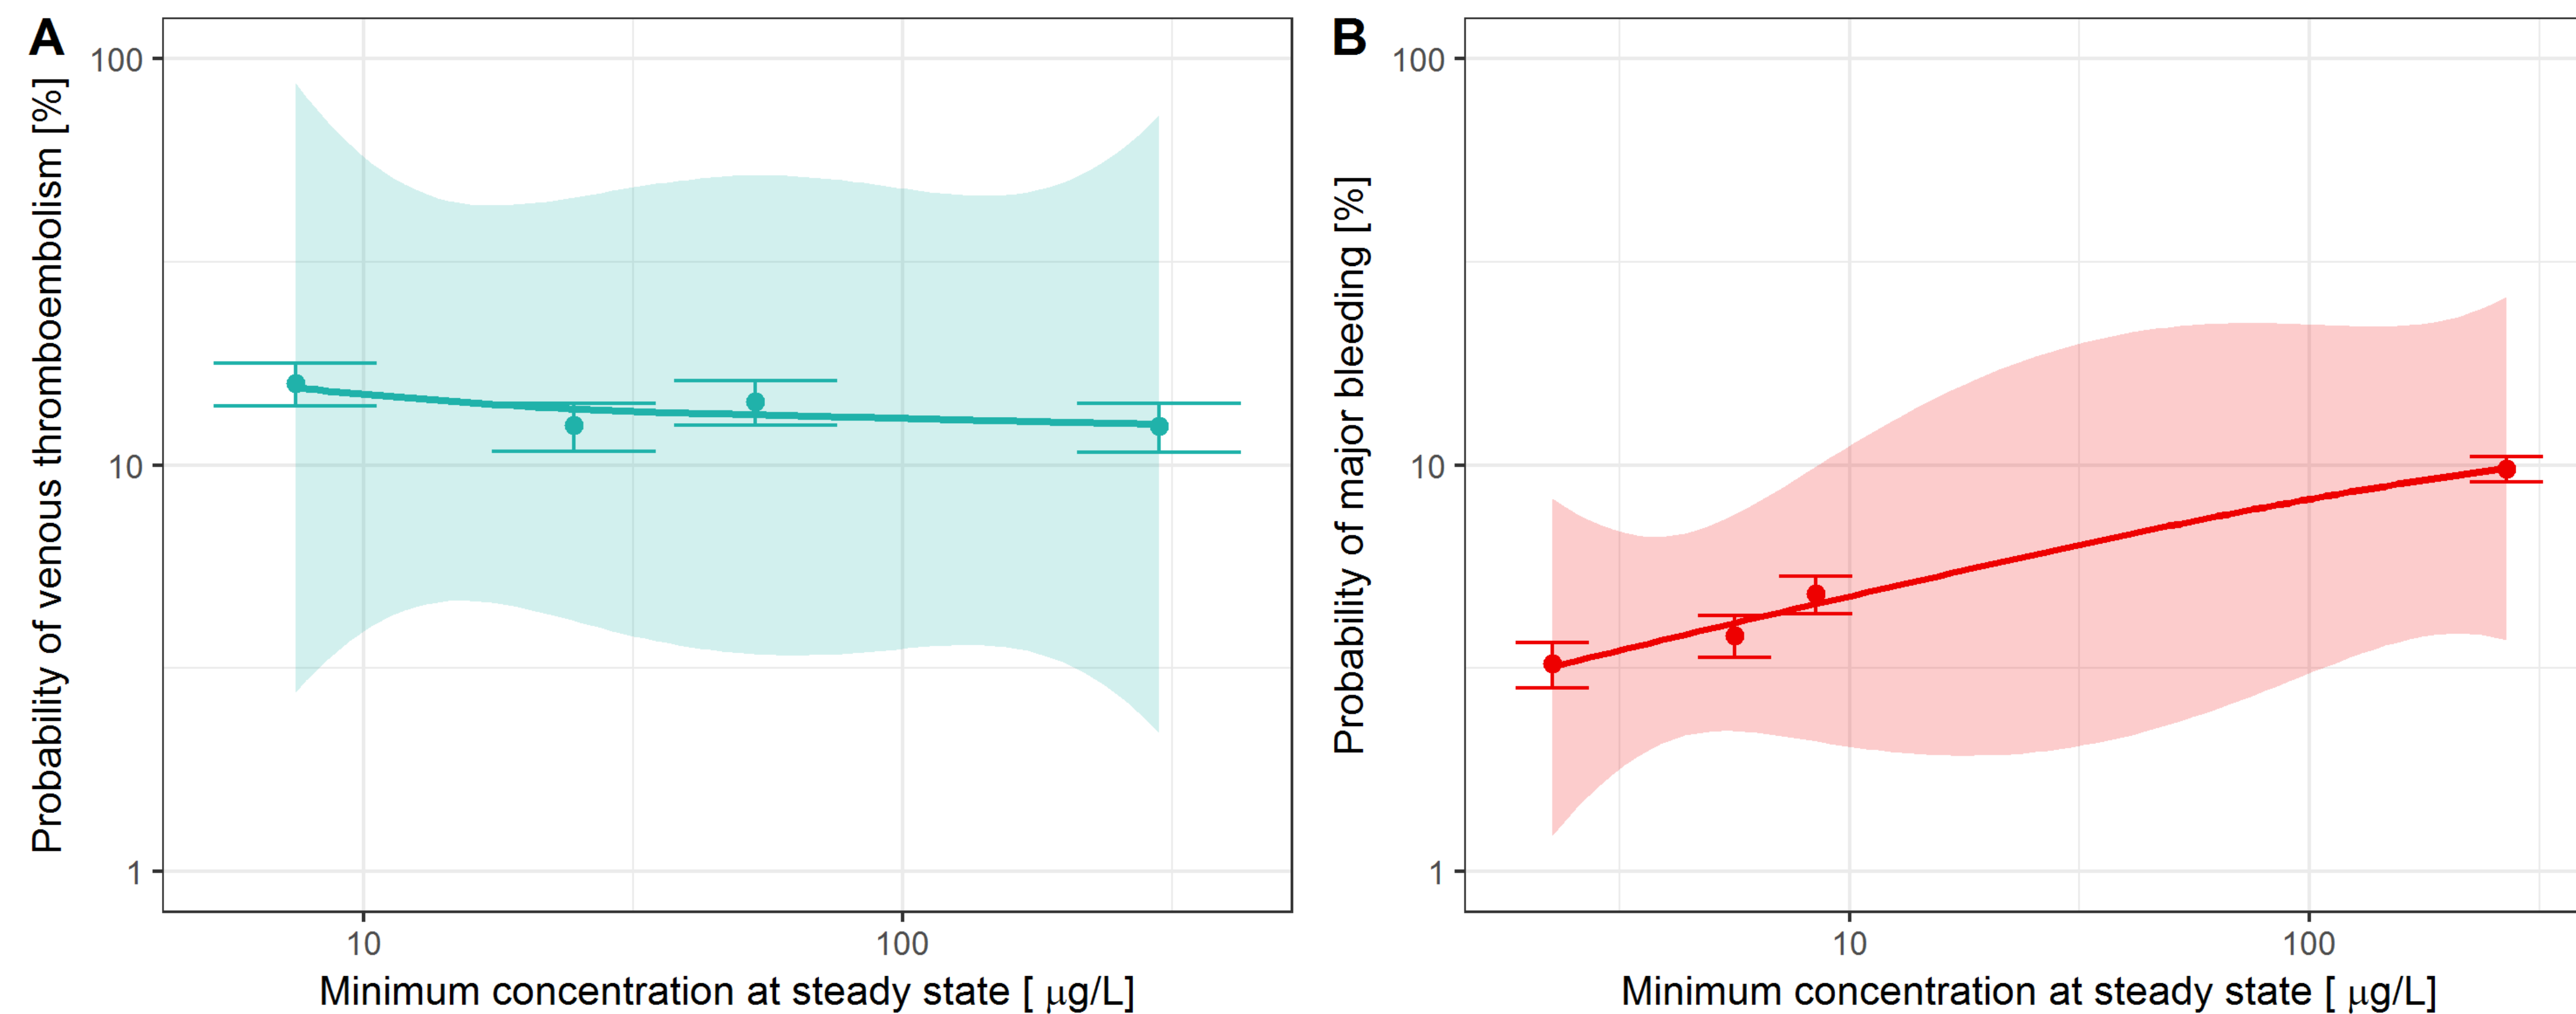 A
Probability of venous thromboembolism [%]
100
10
1
10
100
Minimum concentration at steady state [ μg/L]
B
Probability of major bleeding [%]
100
10
1
10
100
Minimum concentration at steady state [ μg/L]